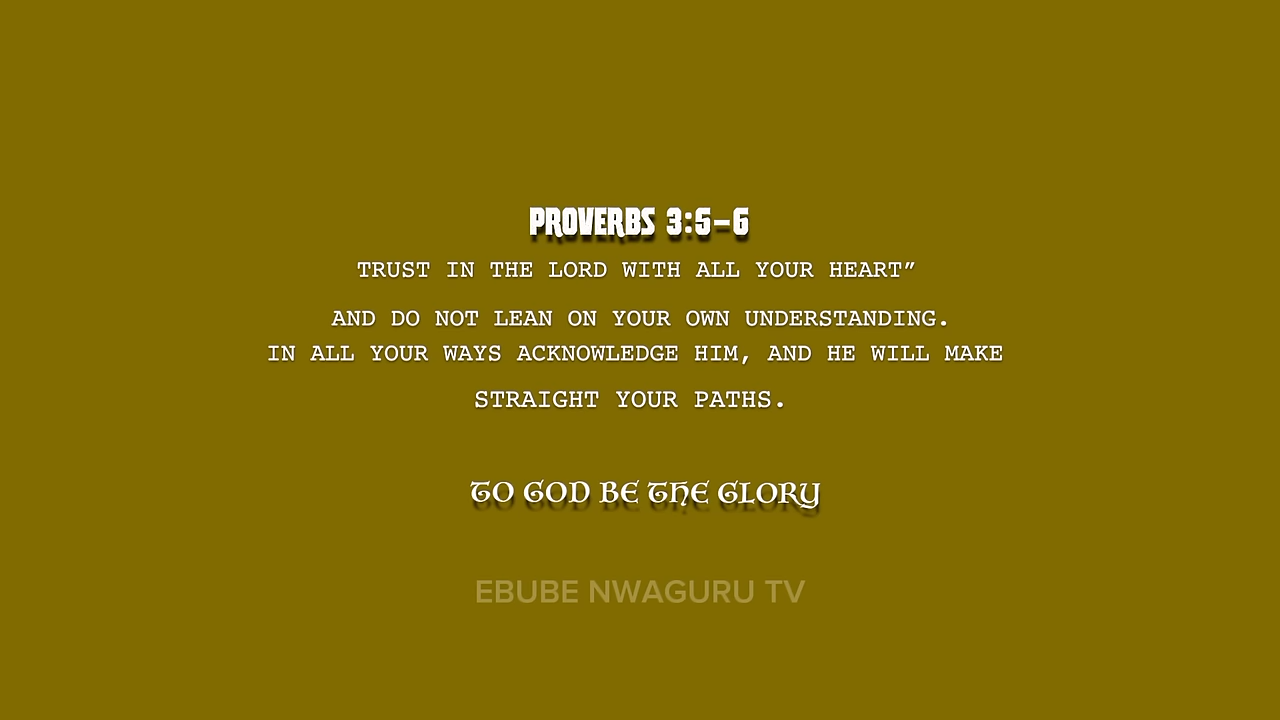 PROVERBS 3:5-6
TRUST IN THE LORD WITH ALL YOUR HEART”
AND DO NOT LEAN ON YOUR OWN UNDERSTANDING.
IN ALL YOUR WAYS ACKNOWLEDGE HIM, AND HE WILL MAKE
STRAIGHT YOUR PATHS.
TO GOD BE THE GLORY
EBUBE NWAGURU TV